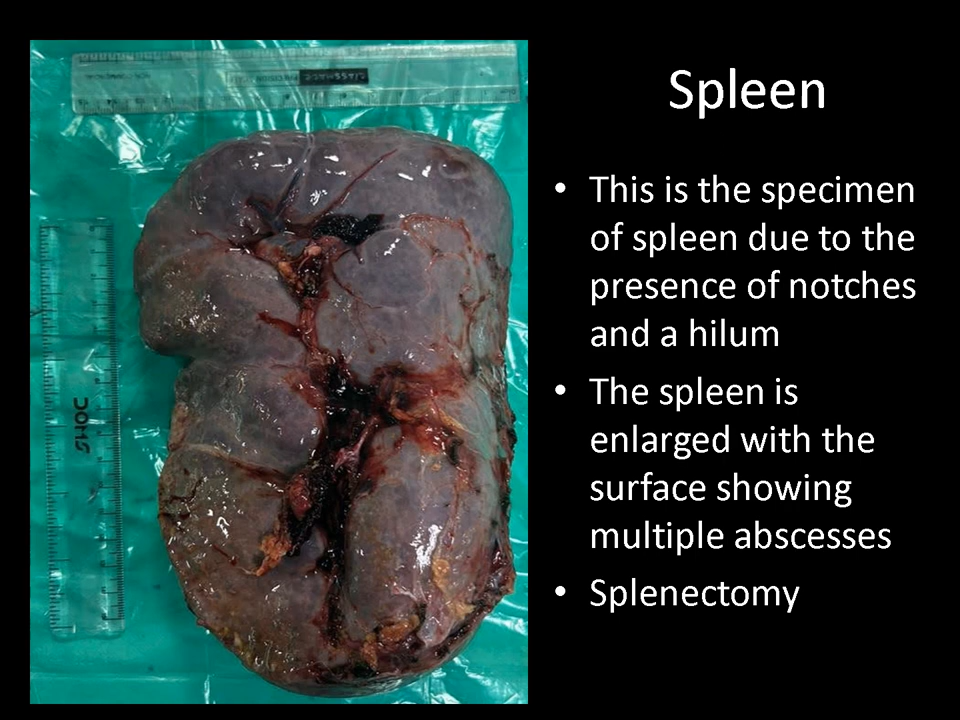 Spleen
• This is the specimen
of spleen due to the
presence of notches
and a hilum
• The spleen is
enlarged with the
surface showing
multiple abscesses
• Splenectomy
DOMS